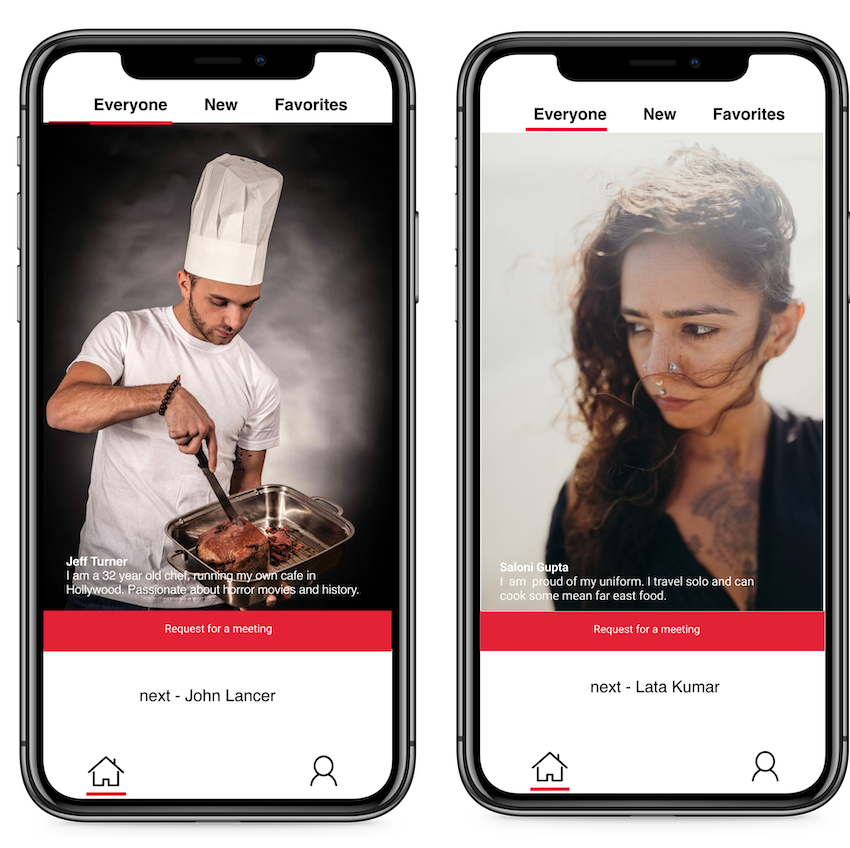 Everyone New Favorites
Jeff Turner
I am a 32 year old chef, running my own cafe in
Hollywood. Passionate about horror movies and history.
Request for a meeting
next - John Lancer
Everyone New Favorites
Saloni Gupta
I am proud of my uniform. I travel solo and can
cook some mean far east food.
Request for a meeting
next - Lata Kumar